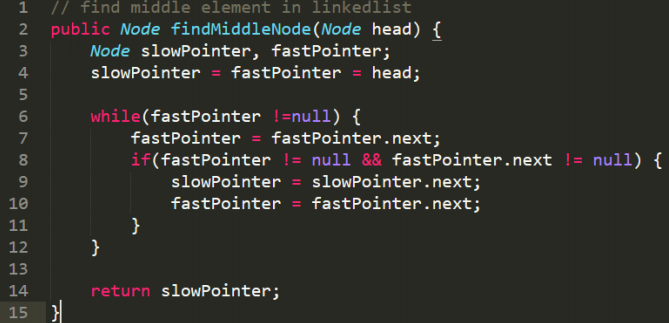 1 // find middle element in linkedlist
2 public Node findMiddleNode(Node head) {
3     Node slowPointer, fastPointer;
4     slowPointer = fastPointer = head;
5
6     while(fastPointer !=null) {
7         fastPointer = fastPointer.next;
8         if(fastPointer != null && fastPointer.next != null) {
9             slowPointer = slowPointer.next;
10             fastPointer = fastPointer.next;
11         }
12     }
13
14     return slowPointer;
15 }